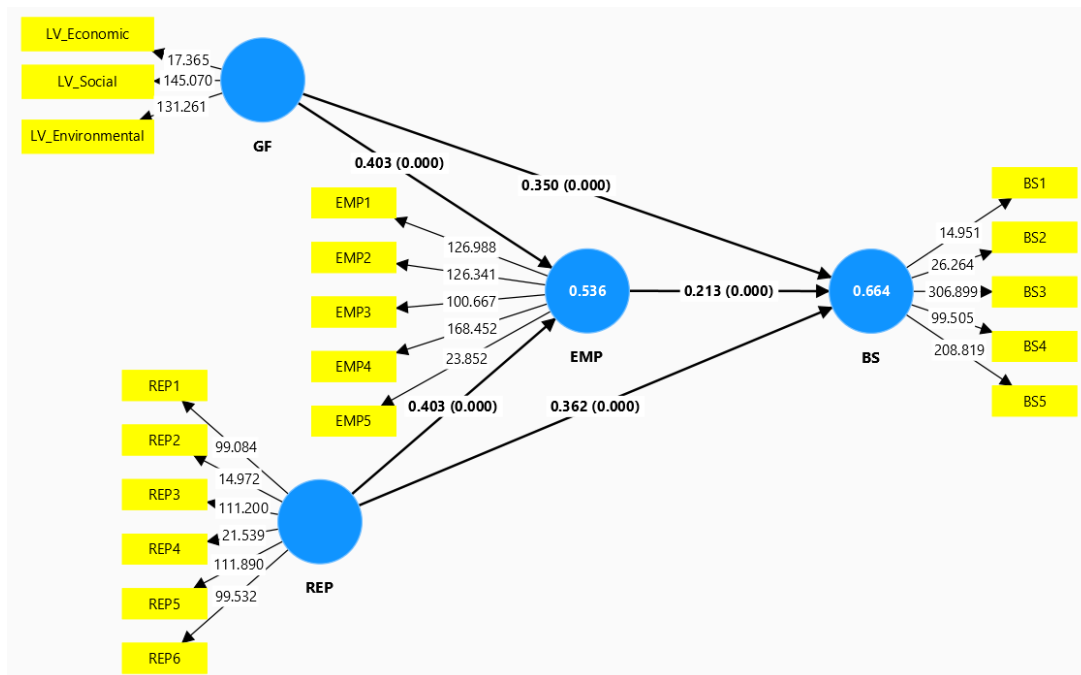 LV_Economic
LV_Social
LV_Environmental
17.365
145.070
131.261
GF
0.403 (0.000)
0.350 (0.000)
EMP1
EMP2
EMP3
EMP4
EMP5
126.988
126.341
100.667
168.452
23.852
0.536
EMP
0.213 (0.000)
0.664
BS
14.951
26.264
306.899
99.505
208.819
BS1
BS2
BS3
BS4
BS5
0.403 (0.000)
0.362 (0.000)
REP1
REP2
REP3
REP4
REP5
REP6
99.084
14.972
111.200
21.539
111.890
99.532
REP